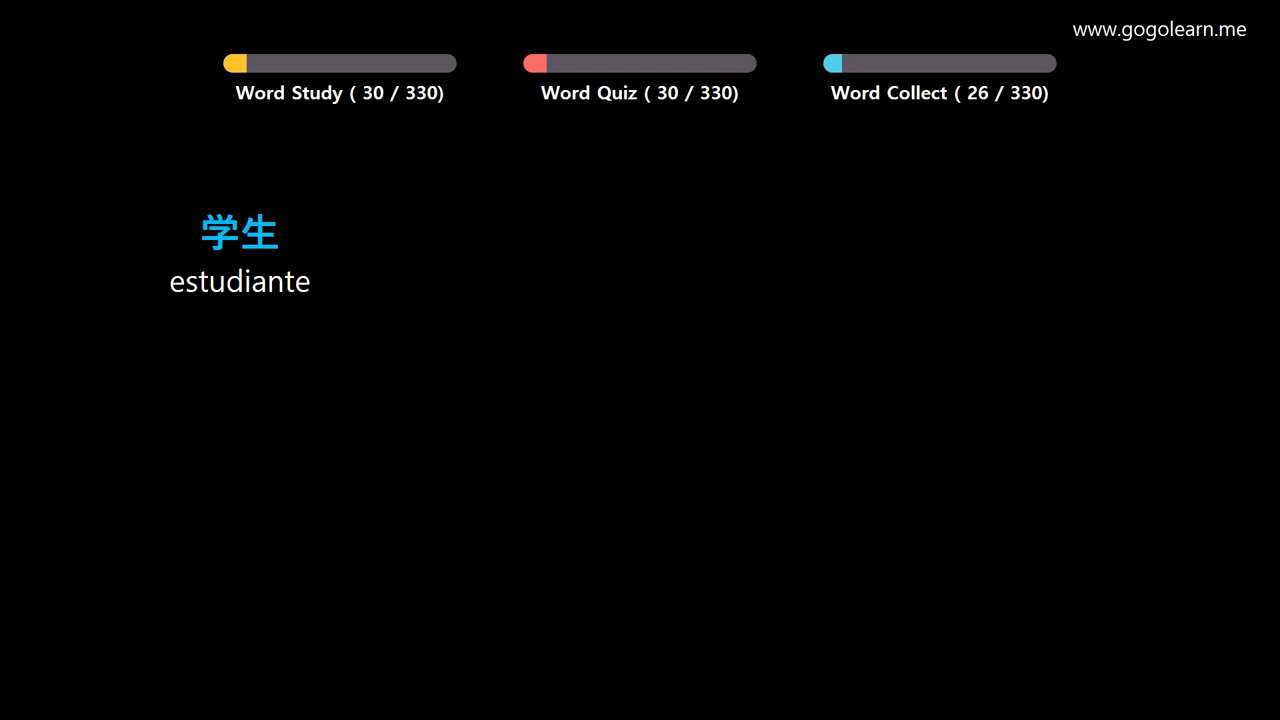 www.gogolearn.me
Word Study ( 30 / 330)
Word Quiz ( 30 / 330)
Word Collect ( 26 / 330)
学生
estudiante